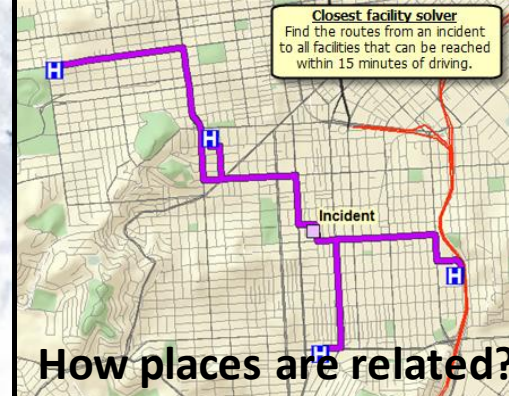 Closest facility solver
Find the routes from an incident
to all facilities that can be reached
within 15 minutes of driving.
H
H
Incident
H
H
How places are related?